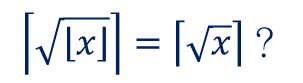 ⌈√⌊x⌋⌉ = ⌈√x⌉ ?